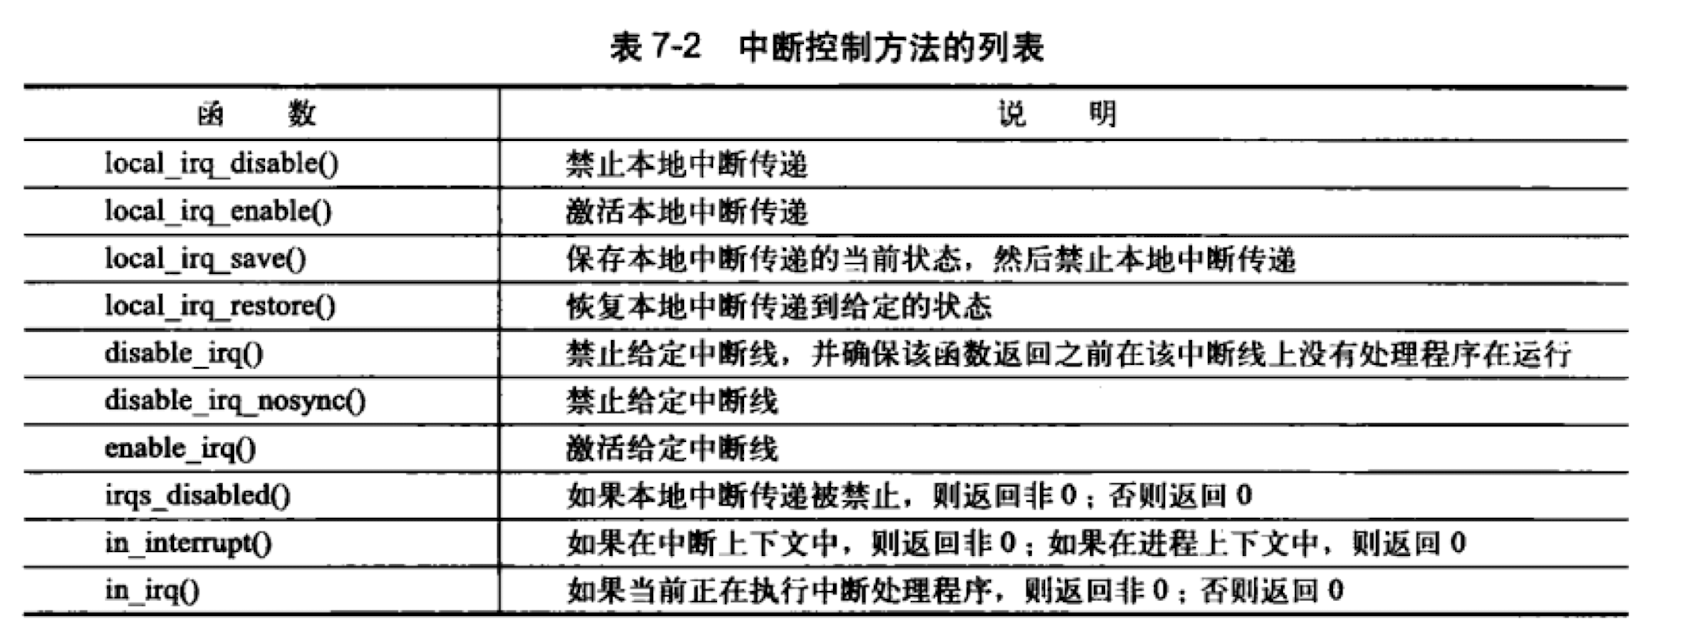 表 7-2 中断控制方法的列表
函 数 说 明
local_irq_disable() 禁止本地中断传递
local_irq_enable() 激活本地中断传递
local_irq_save() 保存本地中断传递的当前状态，然后禁止本地中断传递
local_irq_restore() 恢复本地中断传递到给定的状态
disable_irq() 禁止给定中断线，并确保该函数返回之前在该中断线上没有处理程序在运行
disable_irq_nosync() 禁止给定中断线
enable_irq() 激活给定中断线
irqs_disabled() 如果本地中断传递被禁止，则返回非 0；否则返回 0
in_interrupt() 如果在中断上下文中，则返回非 0；如果在进程上下文中，则返回 0
in_irq() 如果当前正在执行中断处理程序，则返回非 0；否则返回 0